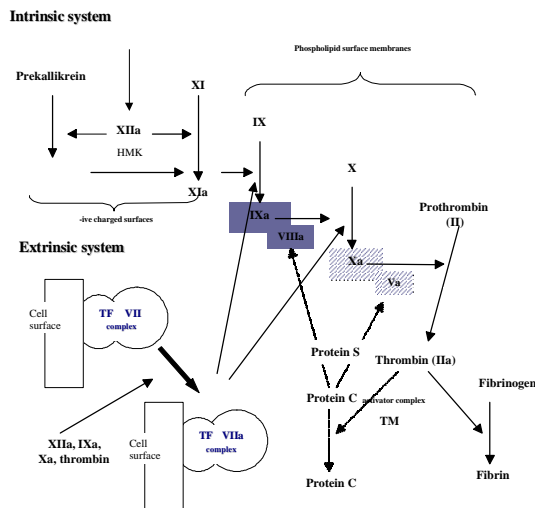 Intrinsic system
Phospholipid surface membranes
Prekallikrein
XI
IX
XIIa
HMK
X
XIa
-ive charged surfaces
IXa
VIIIa
Prothrombin
(II)
Extrinsic system
Xa
Va
Cell
surface
TF VII
complex
Protein S
Thrombin (IIa)
Fibrinogen
Protein C activator complex
TM
XIIa, IXa,
Xa, thrombin
Cell
surface
TF VIIa
complex
Protein C
Fibrin